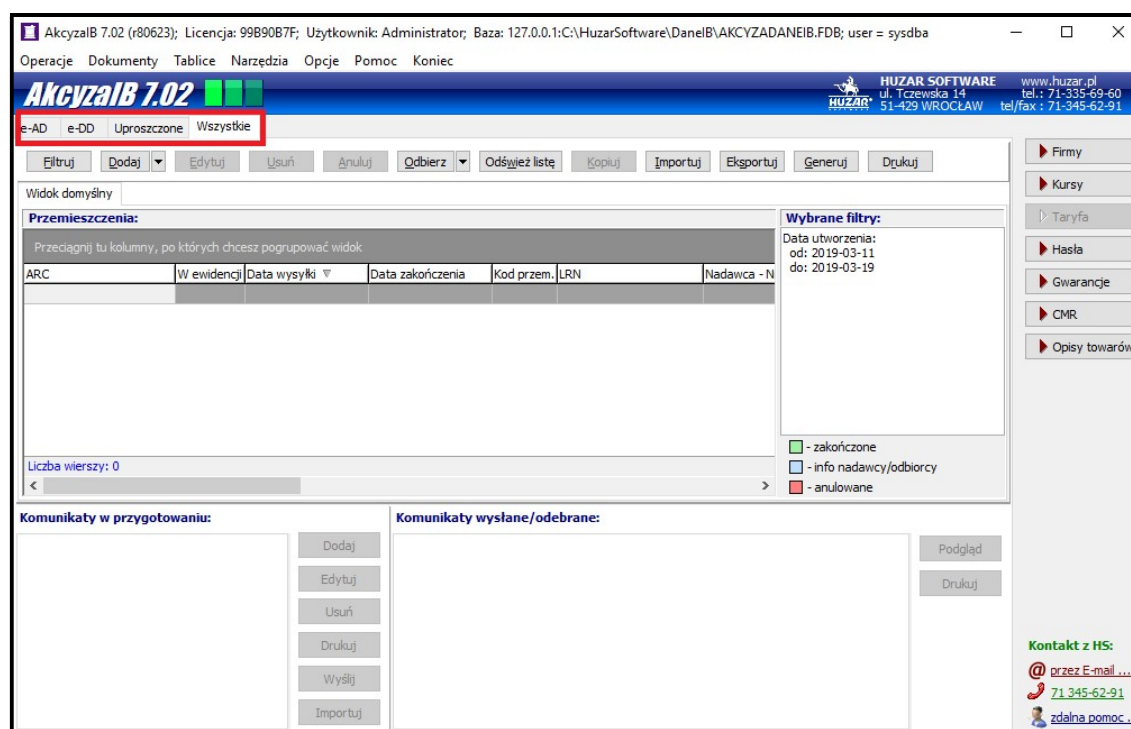 AkcyzaIB 7.02 (r80623); Licencja: 99B90B7F; Użytkownik: Administrator; Baza: 127.0.0.1:C:\HuzarSoftware\DaneIB\AKCYZADANEIB.FDB; user = sysdba
Operacje Dokumenty Tablice Narzędzia Opcje Pomoc Koniec
AkcyzaIB 7.02
HUZAR
HUZAR SOFTWARE
ul. Tczewska 14
51-429 WROCŁAW
www.huzar.pl
tel.: 71-335-69-60
tel/fax : 71-345-62-91
e-AD e-DD Uproszczone Wszystkie
Filtruj Dodaj Edytuj Usuń Anuluj Odbierz Odśwież listę Kopiuj Importuj Eksportuj Generuj Drukuj
Widok domyślny
Przemieszczenia:
Przeciągnij tu kolumny, po których chcesz pogrupować widok
ARC W ewidencji Data wysyłki Data zakończenia Kod przem. LRN Nadawca - N
Liczba wierszy: 0
Wybrane filtry:
Data utworzenia:
od: 2019-03-11
do: 2019-03-19
- zakończone
- info nadawcy/odbiorcy
- anulowane
Firmy
Kursy
Taryfa
Hasła
Gwarancje
CMR
Opisy towarów
Komunikaty w przygotowaniu:
Dodaj
Edytuj
Usuń
Drukuj
Wyślij
Importuj
Komunikaty wysłane/odebrane:
Podgląd
Drukuj
Kontakt z HS:
@ przez E-mail ...
71 345-62-91
zdalna pomoc .